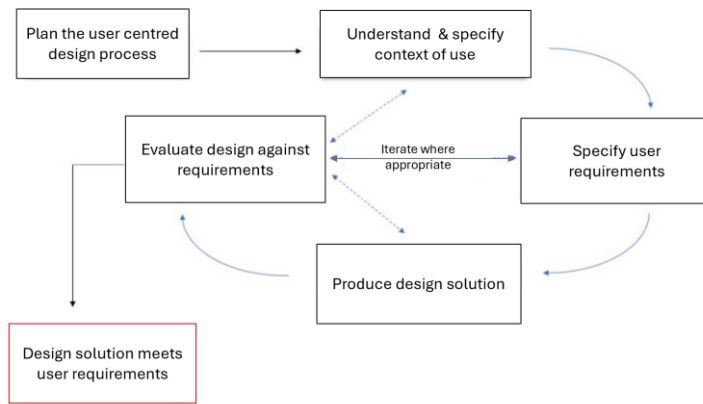 Plan the user centred
design process
Understand & specify
context of use
Evaluate design against
requirements
Iterate where
appropriate
Specify user
requirements
Produce design solution
Design solution meets
user requirements